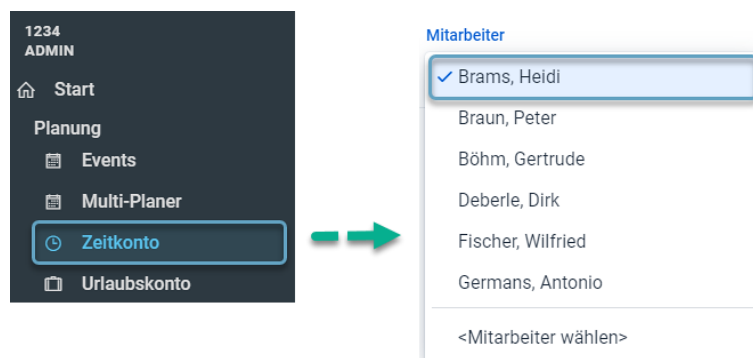 1234
ADMIN
Start
Planung
Events
Multi-Planer
Zeitkonto
Urlaubskonto
Mitarbeiter
Brams, Heidi
Braun, Peter
Böhm, Gertrude
Deberle, Dirk
Fischer, Wilfried
Germans, Antonio
<Mitarbeiter wählen>